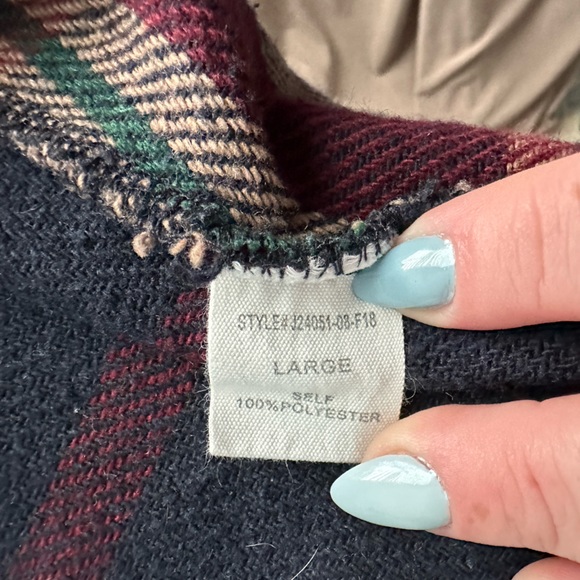 STYLE# J24051-08-F18
LARGE
SELF
100%POLYESTER